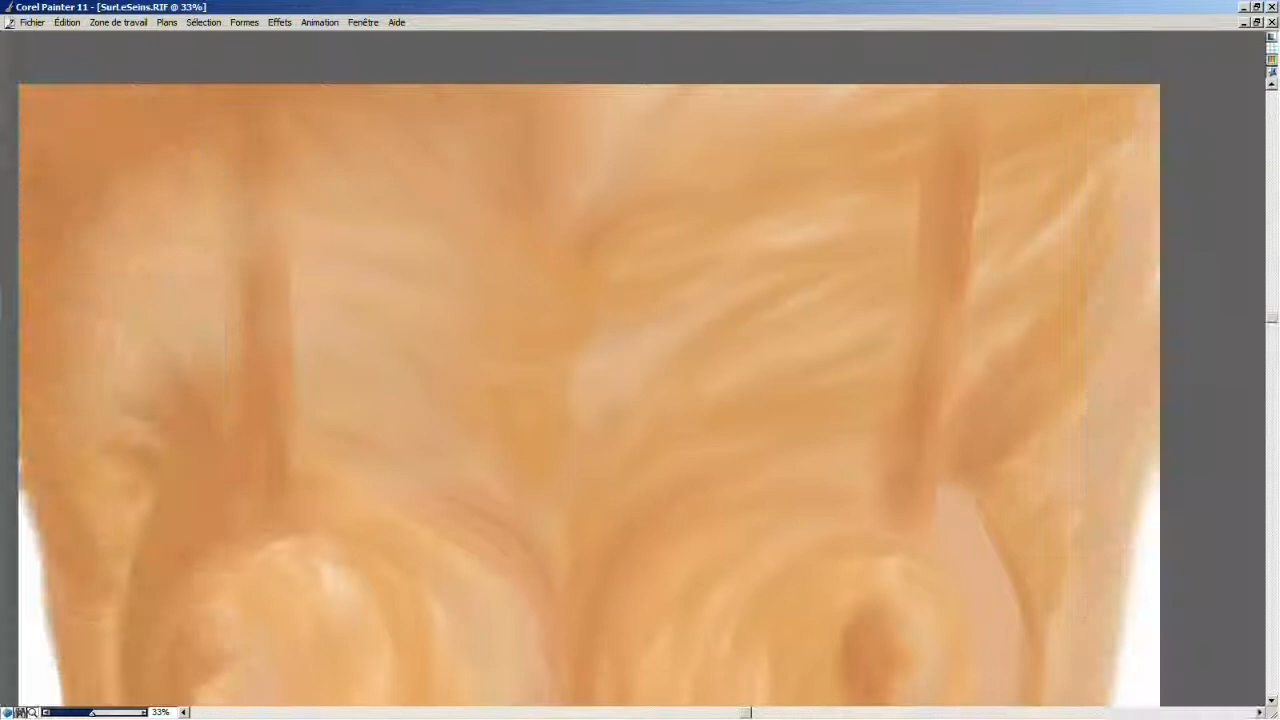 Corel Painter 11 - [SurLeSeins.RIF @ 33%]
Fichier Édition Zone de travail Plans Sélection Formes Effets Animation Fenêtre Aide
33%